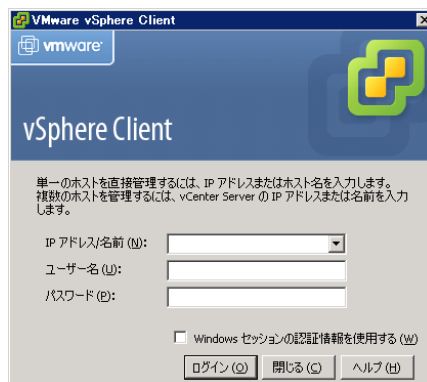 VMware vSphere Client
vmware
vSphere Client
単一のホストを直接管理するには、IP アドレスまたはホスト名を入力します。
複数のホストを管理するには、vCenter Server の IP アドレスまたは名前を入力
します。
IP アドレス/名前 (N):
ユーザー名 (U):
パスワード (P):
Windows セッションの認証情報を使用する (W)
ログイン (O)
閉じる (C)
ヘルプ (H)